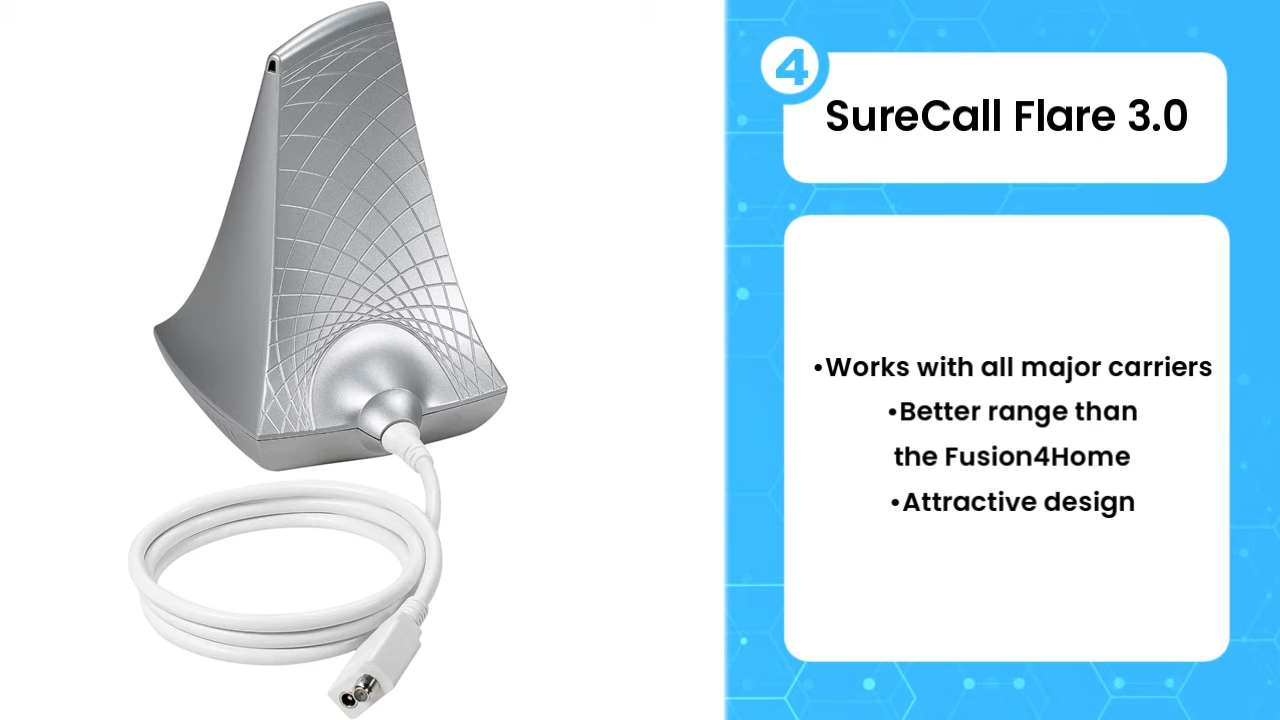 4
SureCall Flare 3.0
•Works with all major carriers
•Better range than
the Fusion4Home
•Attractive design